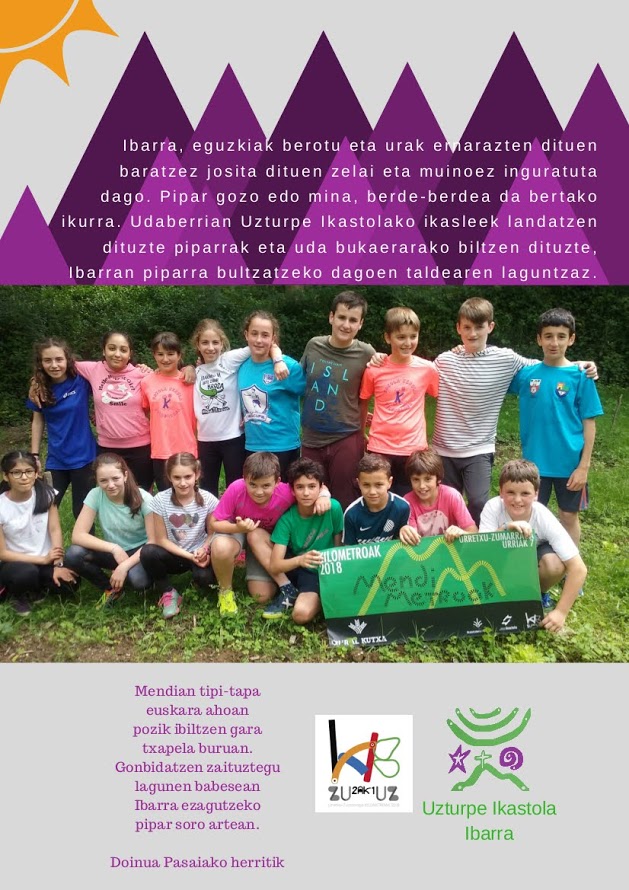 Ibarra, eguzkiak berotu eta urak ernarazten dituen
baratzez josita dituen zelai eta muinoez inguratuta
dago. Pipar gozo edo mina, berde-berdea da bertako
ikurra. Udaberrian Uzturpe Ikastolako ikasleek landatzen
dituzte piparrak eta uda bukaerarako biltzen dituzte,
Ibarran piparra bultzatzeko dagoen taldearen laguntzaz.
ISLAND
KILOMETROAK
2018
URRETXU-ZUMARRAGA
URRIAK 7
Mendi
METROAK
KUTXA
Mendian tipi-tapa
euskara ahoan
pozik ibiltzen gara
txapela buruan.
Gonbidatzen zaituztegu
lagunen babesean
Ibarra ezagutzeko
pipar soro artean.
Doinua Pasaiako herritik
ZU2AK1UZ
Uzturpe Ikastola
Ibarra